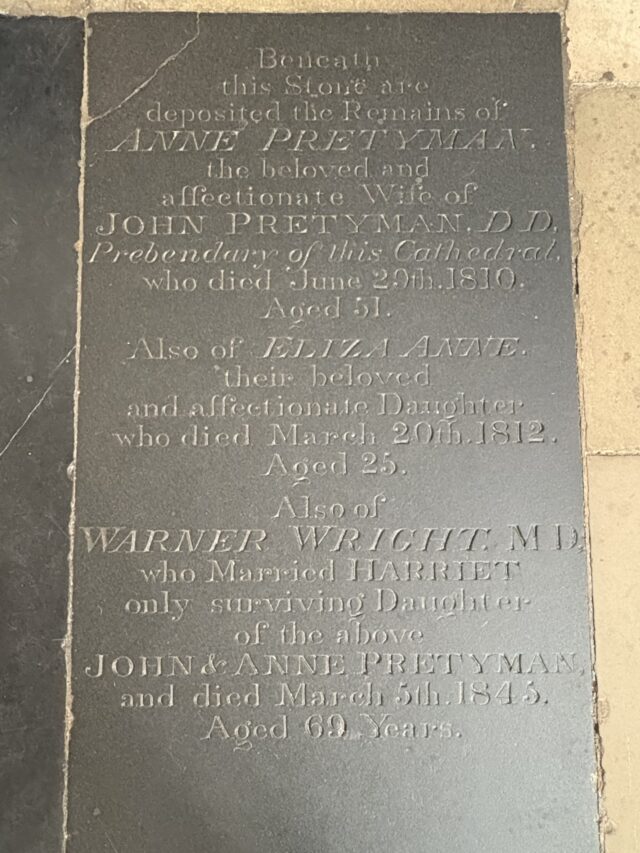 Beneath
this Stone are
deposited the Remains of
ANNE PRETYMAN.
the beloved and
affectionate Wife of
JOHN PRETYMAN, D D,
Prebendary of this Cathedral,
who died June 29th. 1810.
Aged 51.
Also of ELIZA ANNE.
their beloved
and affectionate Daughter
who died March 20th. 1812.
Aged 25.
Also of
WARNER WRIGHT. M D,
who Married HARRIET
only surviving Daughter
of the above
JOHN & ANNE PRETYMAN,
and died March 5th. 1845.
Aged 69 Years.